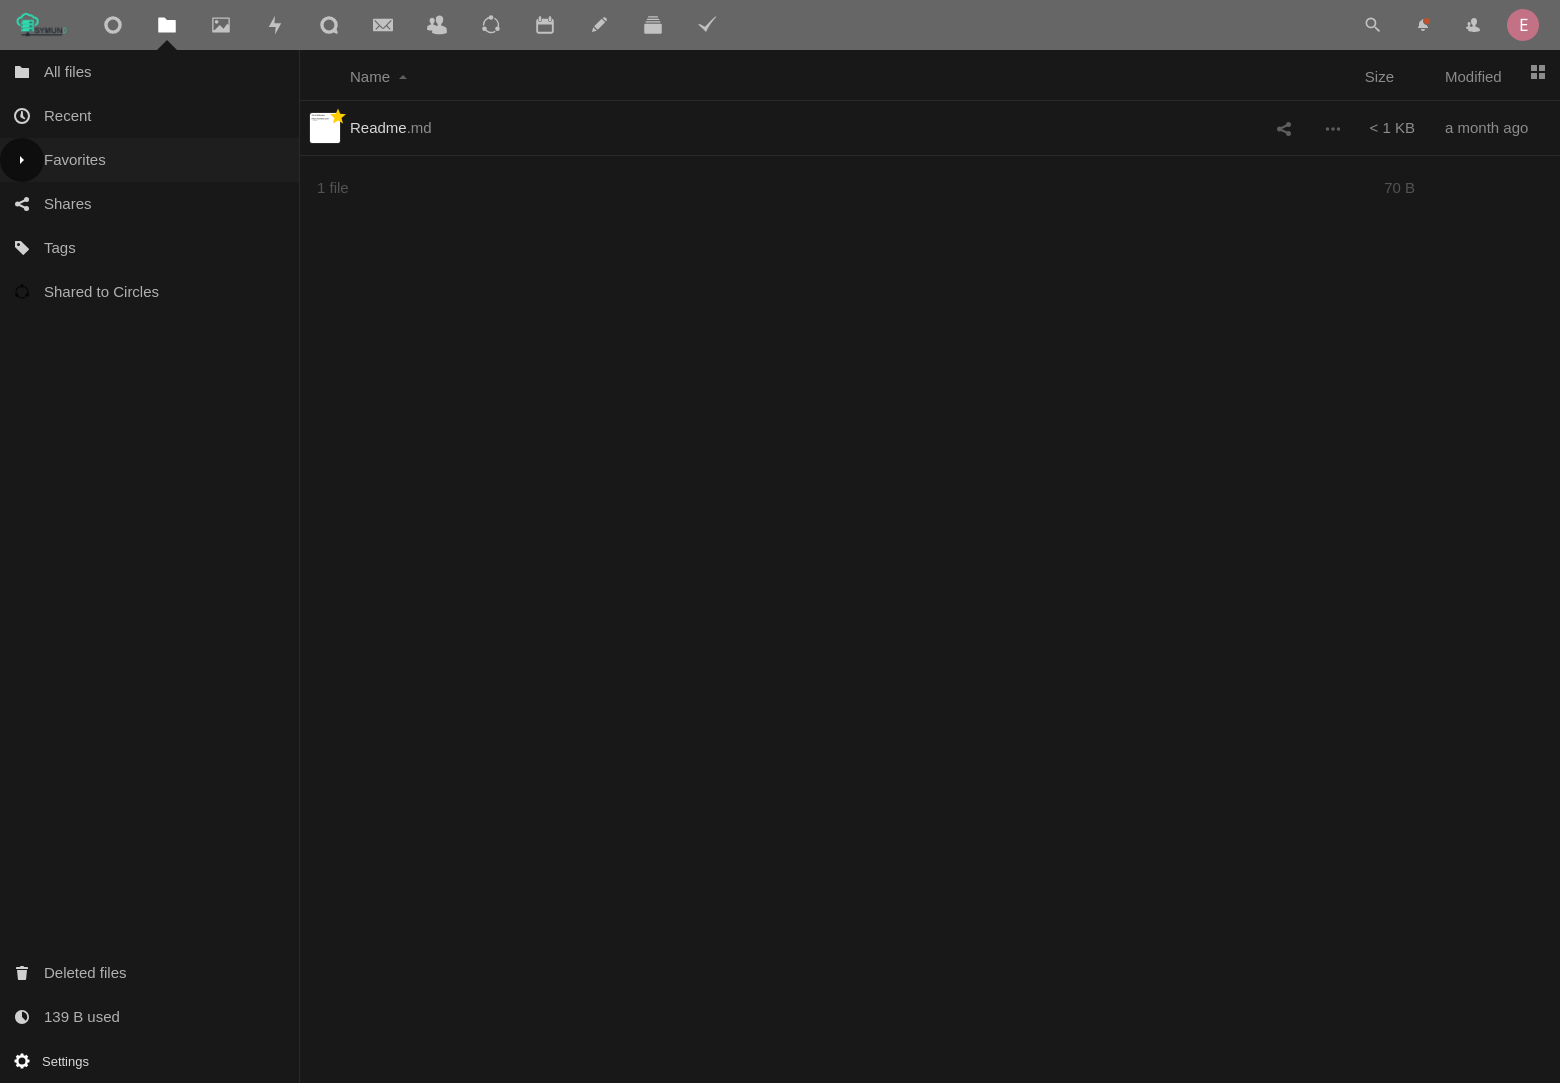 E
All files
Recent
Favorites
Shares
Tags
Shared to Circles
Deleted files
139 B used
Settings
Name Size Modified
Readme.md < 1 KB a month ago
1 file 70 B